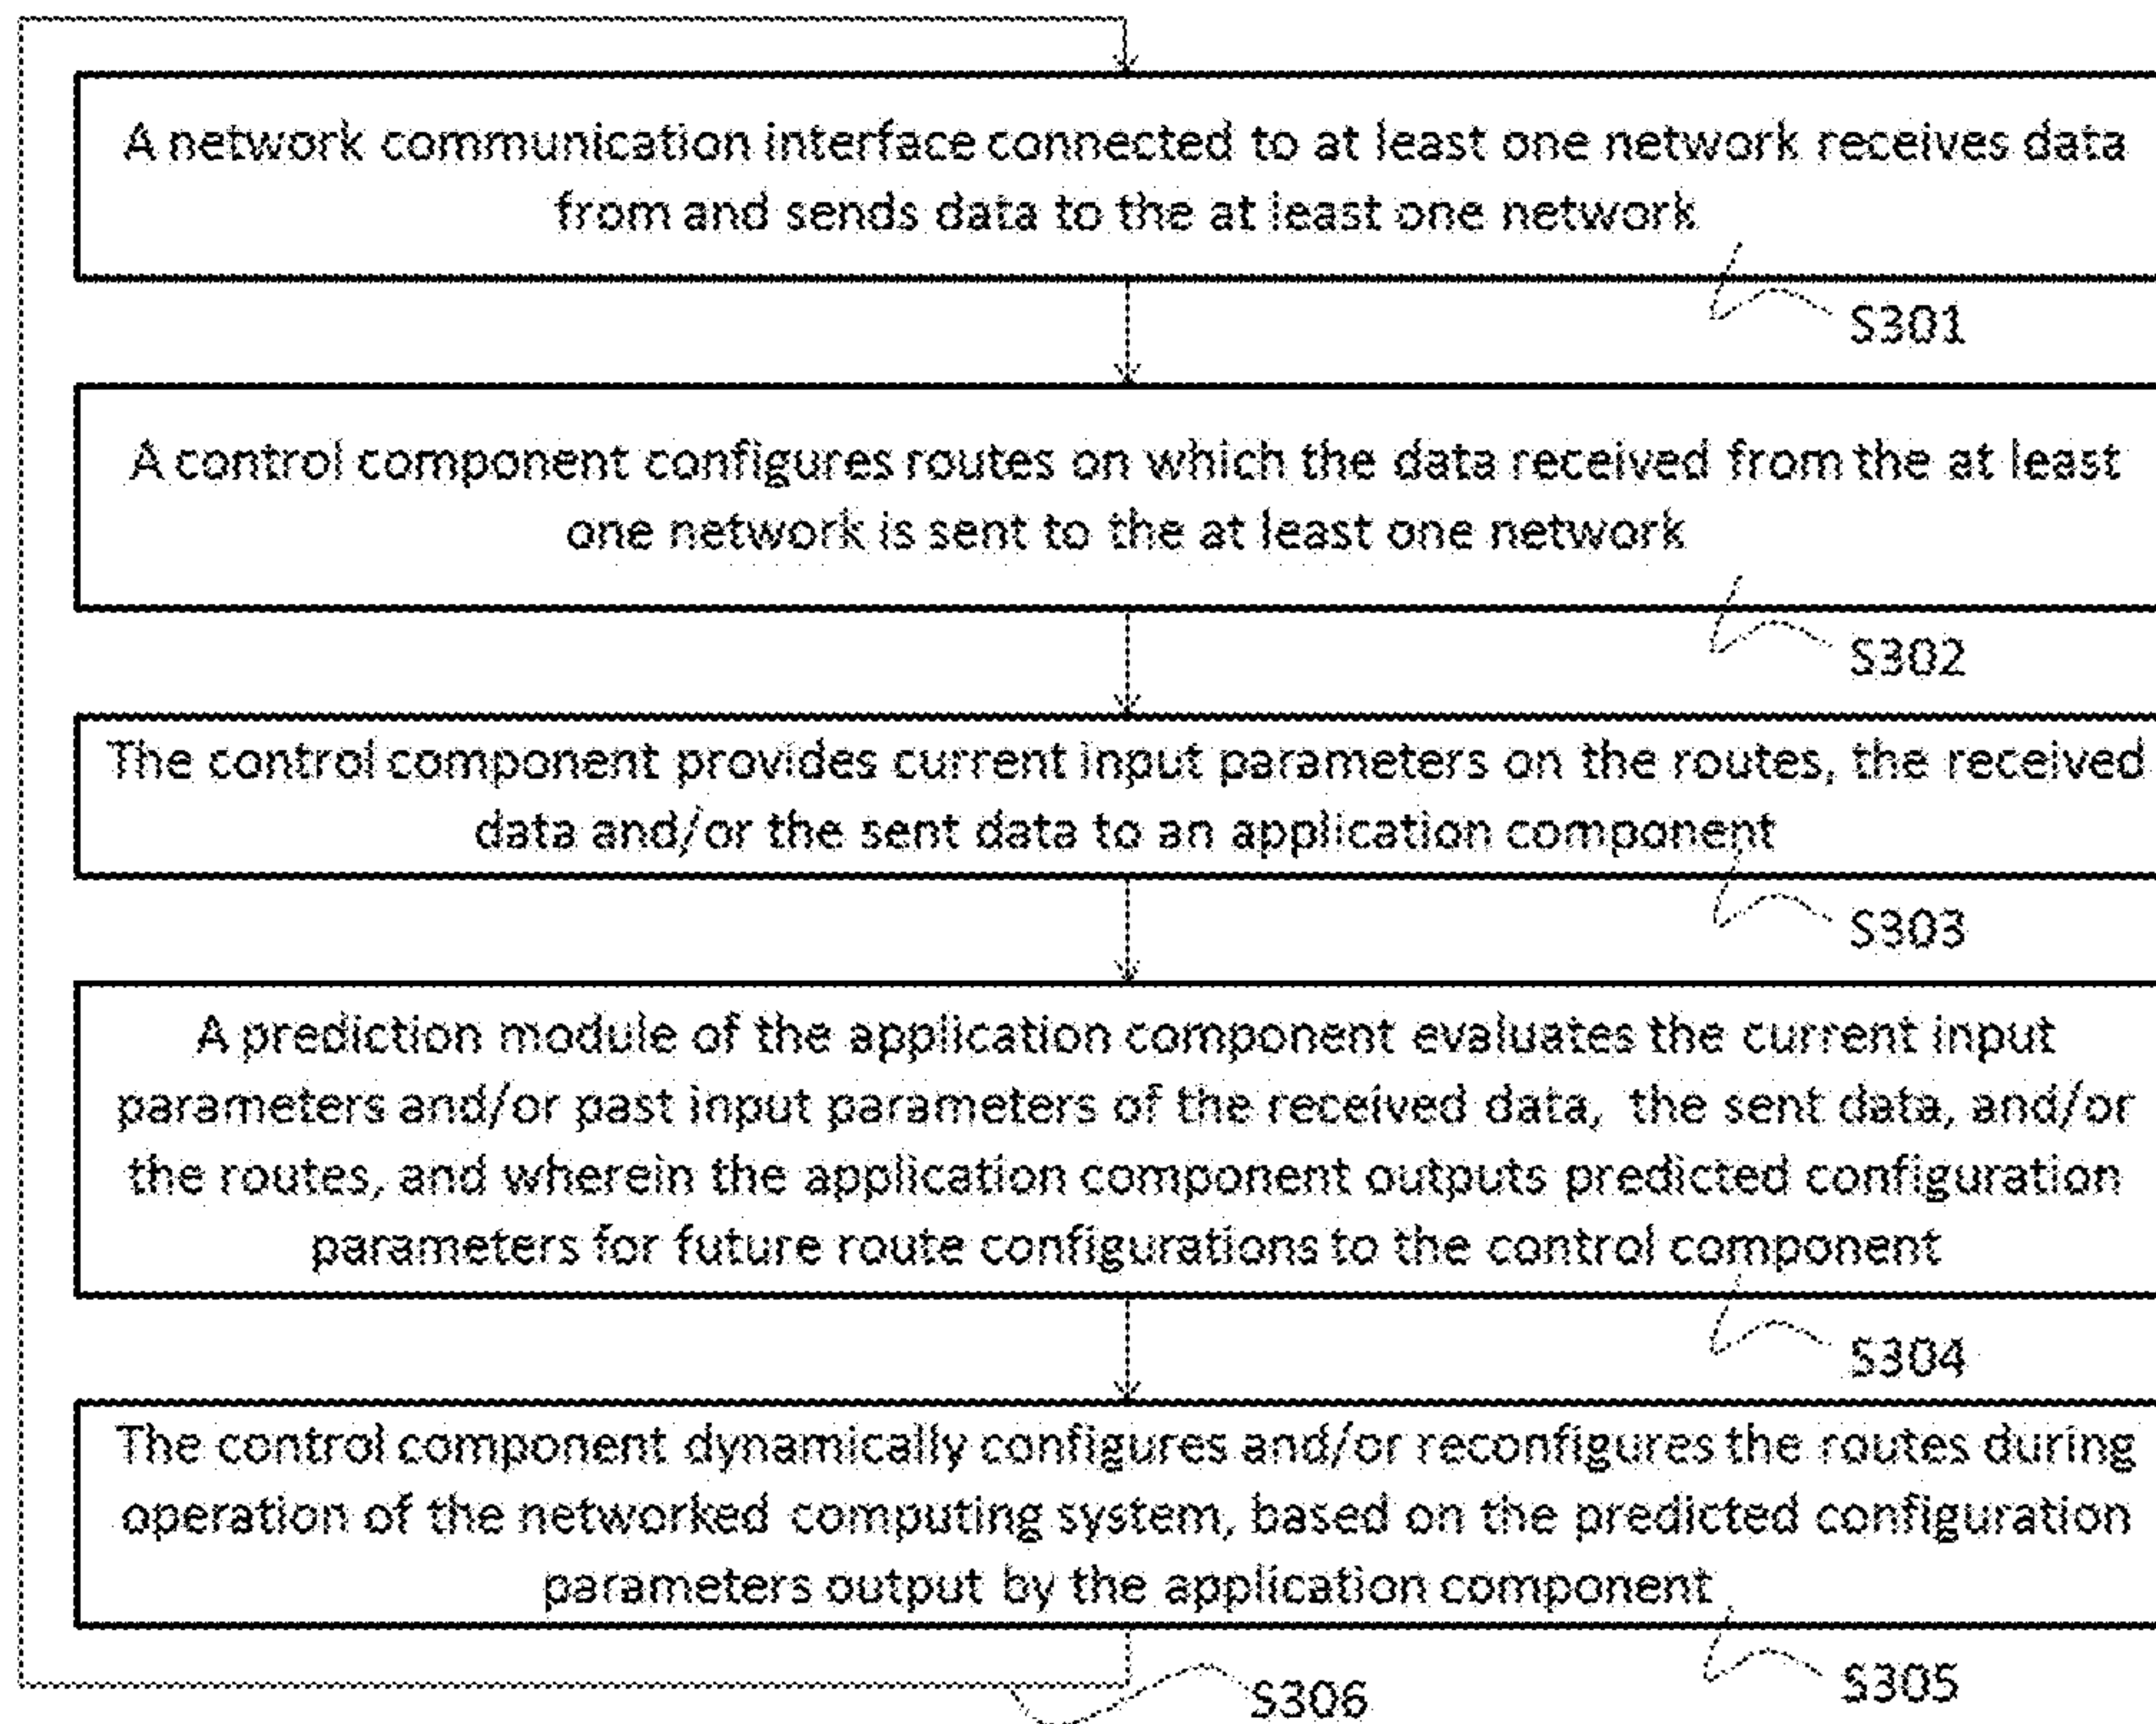 A network communication interface connected to at least one network receives data
from and sends data to the at least one network
S301
A control component configures routes on which the data received from the at least
one network is sent to the at least one network
S302
The control component provides current input parameters on the routes, the received
data and/or the sent data to an application component
S303
A prediction module of the application component evaluates the current input
parameters and/or past input parameters of the received data, the sent data, and/or
the routes, and wherein the application component outputs predicted configuration
parameters for future route configurations to the control component
S304
The control component dynamically configures and/or reconfigures the routes during
operation of the networked computing system, based on the predicted configuration
parameters output by the application component
S305
S306